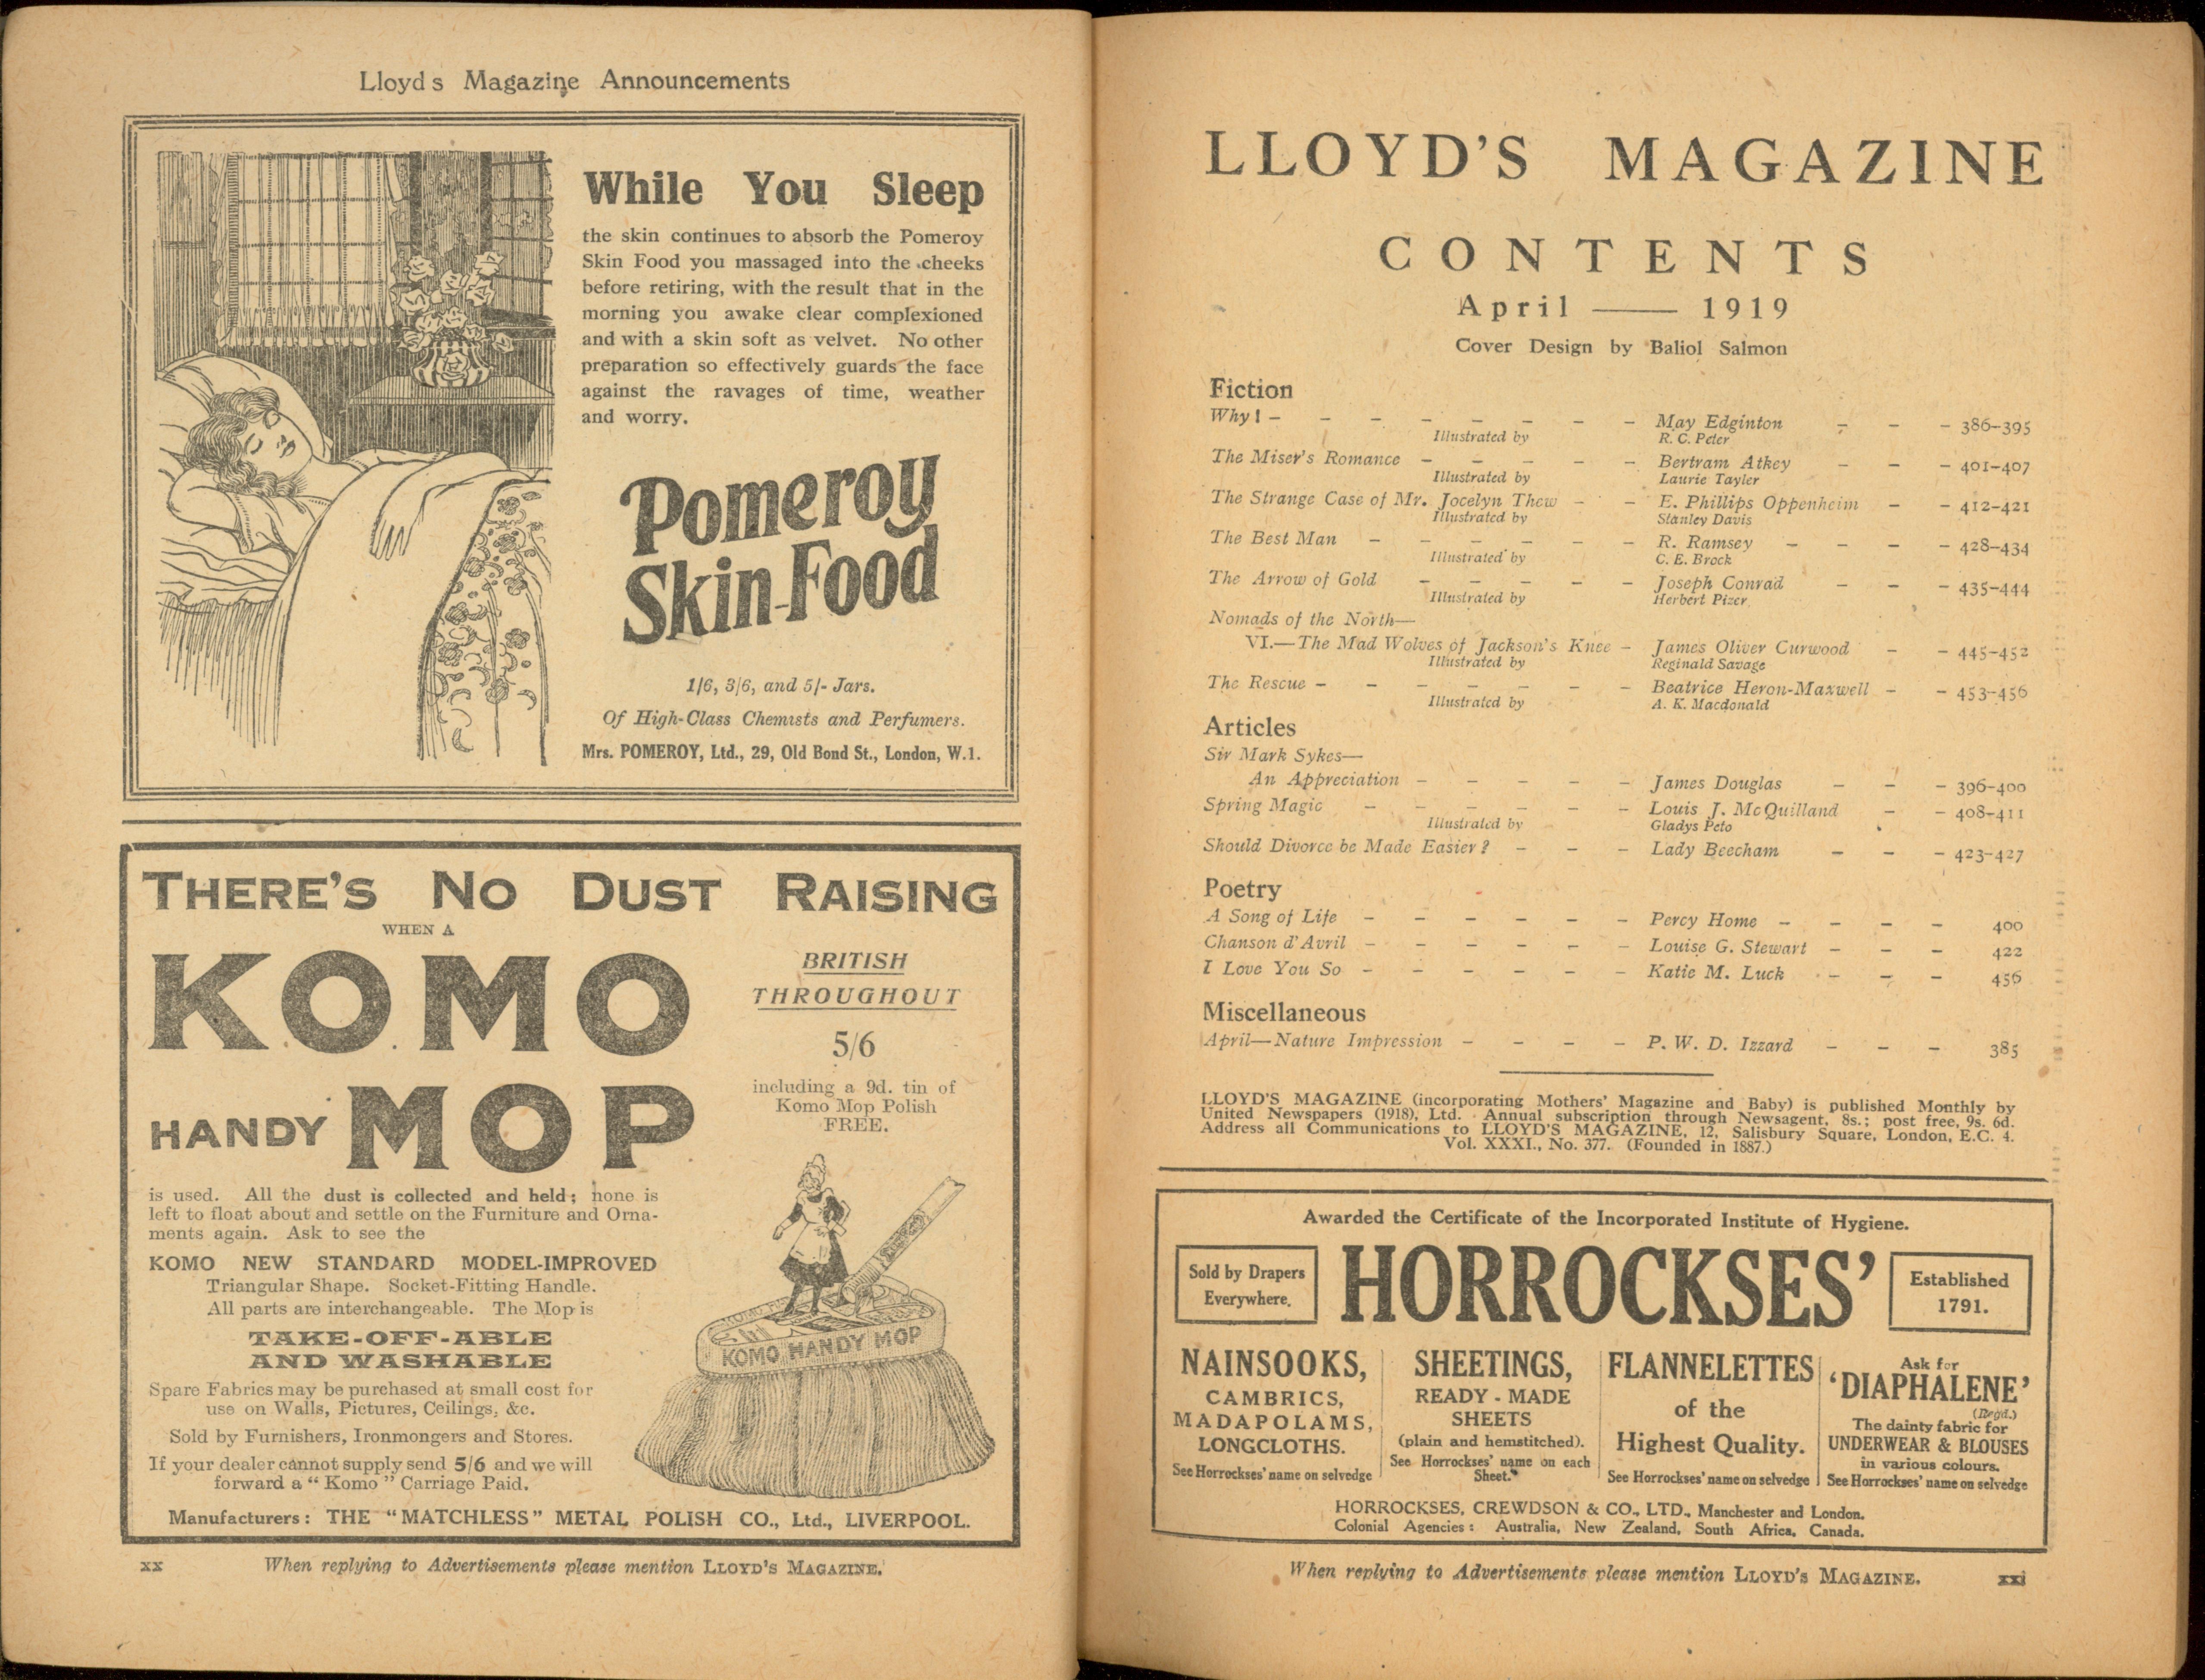 Lloyd s Magazine Announcements
While You Sleep
the skin continues to absorb the Pomeroy
Skin Food you massaged into the cheeks
before retiring, with the result that in the
morning you awake clear complexioned
and with a skin soft as velvet. No other
preparation so effectively guards the face
against the ravages of time, weather
and worry.
Pomeroy
Skin-Food
1/6, 3/6, and 5/- Jars.
Of High-Class Chemists and Perfumers.
Mrs. POMEROY, Ltd., 29, Old Bond St., London, W.1.
THERE'S NO DUST RAISING
WHEN A
KOMO
HANDY MOP
BRITISH
THROUGHOUT
5/6
including a 9d. tin of
Komo Mop Polish
FREE.
is used. All the dust is collected and held; none is
left to float about and settle on the Furniture and Orna-
ments again. Ask to see the
KOMO NEW STANDARD MODEL-IMPROVED
Triangular Shape. Socket-Fitting Handle.
All parts are interchangeable. The Mop is
TAKE-OFF-ABLE
AND WASHABLE
Spare Fabrics may be purchased at small cost for
use on Walls, Pictures, Ceilings, &c.
Sold by Furnishers, Ironmongers and Stores.
If your dealer cannot supply send 5/6 and we will
forward a "Komo" Carriage Paid.
KOMO HANDY MOP
Manufacturers: THE "MATCHLESS" METAL POLISH CO., Ltd., LIVERPOOL.
xx When replying to Advertisements please mention LLOYD'S MAGAZINE.
LLOYD'S MAGAZINE
CONTENTS
April —— 1919
Cover Design by Baliol Salmon
Fiction
Why! - - - - - - - - May Edginton - - - 386-395
Illustrated by R. C. Peter
The Miser's Romance - - - - - Bertram Atkey - - - 401-407
Illustrated by Laurie Tayler
The Strange Case of Mr. Jocelyn Thew - - E. Phillips Oppenheim - - 412-421
Illustrated by Stanley Davis
The Best Man - - - - - - R. Ramsey - - - - 428-434
Illustrated by C. E. Brock
The Arrow of Gold - - - - - Joseph Conrad - - - 435-444
Illustrated by Herbert Pizer
Nomads of the North—
VI.—The Mad Wolves of Jackson's Knee - James Oliver Curwood - - 445-452
Illustrated by Reginald Savage
The Rescue - - - - - - - Beatrice Heron-Maxwell - - 453-456
Illustrated by A. K. Macdonald
Articles
Sir Mark Sykes—
An Appreciation - - - - - James Douglas - - - 396-400
Spring Magic - - - - - - Louis J. McQuilland - - 408-411
Illustrated by Gladys Peto
Should Divorce be Made Easier? - - - Lady Beecham - - - 423-427
Poetry
A Song of Life - - - - - - Percy Home - - - - 400
Chanson d'Avril - - - - - - Louise G. Stewart - - - 422
I Love You So - - - - - - Katie M. Luck - - - 456
Miscellaneous
April—Nature Impression - - - - P. W. D. Izzard - - - 385
LLOYD'S MAGAZINE (incorporating Mothers' Magazine and Baby) is published Monthly by
United Newspapers (1918), Ltd. Annual subscription through Newsagent, 8s.; post free, 9s. 6d.
Address all Communications to LLOYD'S MAGAZINE, 12, Salisbury Square, London, E.C. 4.
Vol. XXXI., No. 377. (Founded in 1887.)
Awarded the Certificate of the Incorporated Institute of Hygiene.
Sold by Drapers
Everywhere.
HORROCKSES'
Established
1791.
NAINSOOKS,
CAMBRICS,
MADAPOLAMS,
LONGCLOTHS.
See Horrockses' name on selvedge
SHEETINGS,
READY-MADE
SHEETS
(plain and hemstitched).
See Horrockses' name on each
Sheet.
FLANNELETTES
of the
Highest Quality.
See Horrockses' name on selvedge
Ask for
'DIAPHALENE'
(Regd.)
The dainty fabric for
UNDERWEAR & BLOUSES
in various colours.
See Horrockses' name on selvedge
HORROCKSES, CREWDSON & CO., LTD., Manchester and London.
Colonial Agencies: Australia, New Zealand, South Africa, Canada.
When replying to Advertisements please mention LLOYD'S MAGAZINE. xxi